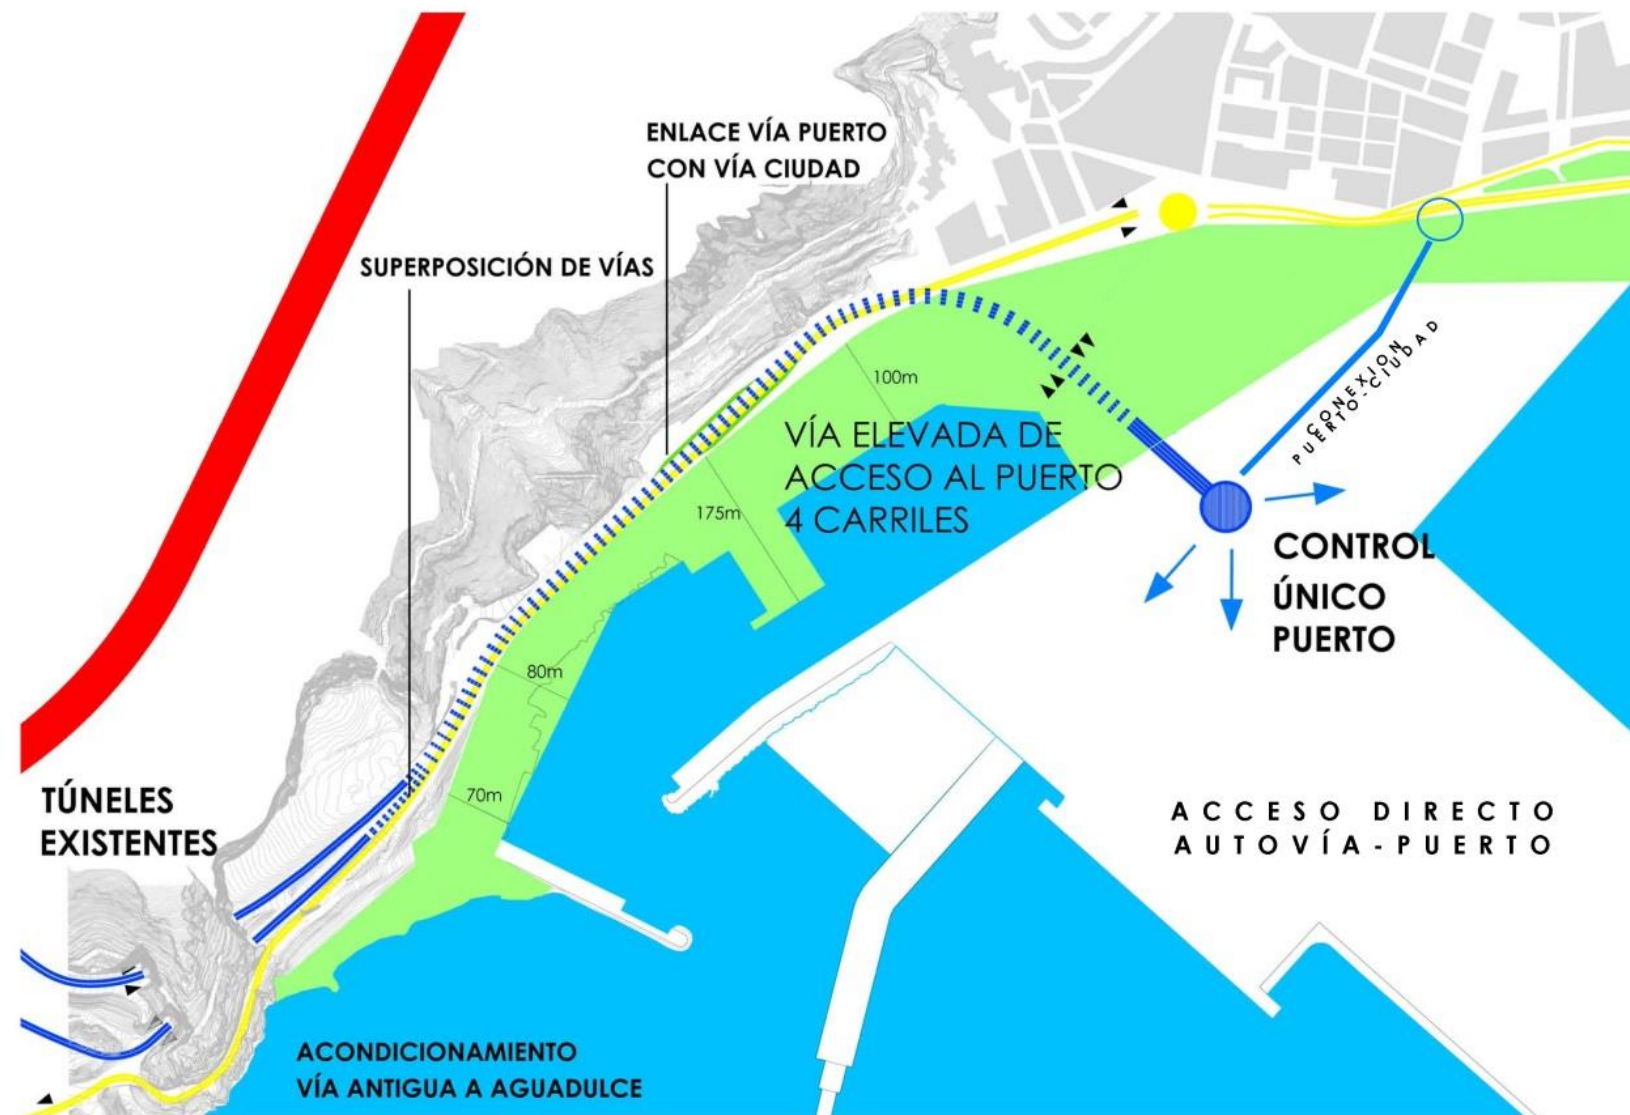 ENLACE VÍA PUERTO
CON VÍA CIUDAD
SUPERPOSICIÓN DE VÍAS
100m
CONEXION
PUERTO-CIUDAD
VÍA ELEVADA DE
ACCESO AL PUERTO
4 CARRILES
175m
CONTROL
ÚNICO
PUERTO
80m
70m
TÚNELES
EXISTENTES
ACCESO DIRECTO
AUTOVÍA-PUERTO
ACONDICIONAMIENTO
VÍA ANTIGUA A AGUADULCE